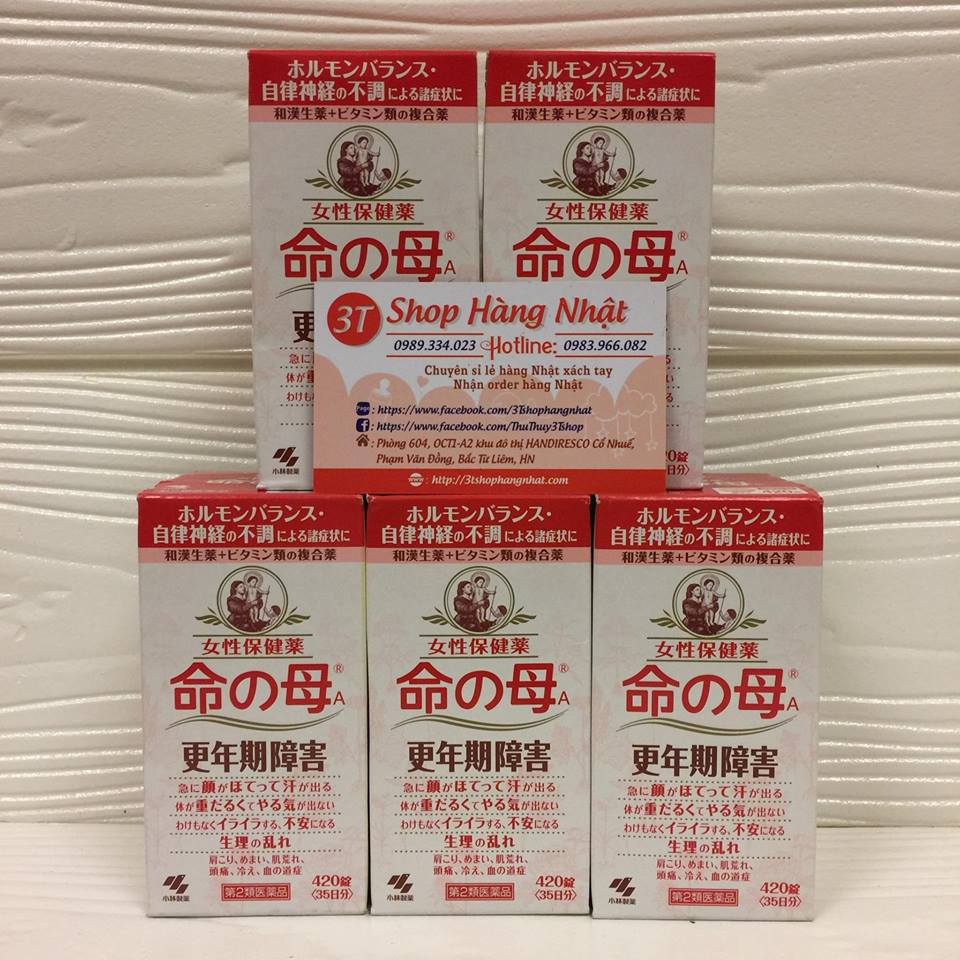 ホルモンバランス・
自律神経の不調による諸症状に
和漢生薬+ビタミン類の複合薬
女性保健薬
命の母®A
ホルモンバランス・
自律神経の不調による諸症状に
和漢生薬+ビタミン類の複合薬
女性保健薬
命の母®A
更
急に
体が重
わけもな
小林製薬
20錠
日分〉
3T Shop Hàng Nhật
0989.334.023 Hotline: 0983.966.082
Chuyên sỉ lẻ hàng Nhật xách tay
Nhận order hàng Nhật
Page : https://www.facebook.com/3Tshophangnhat
f : https://www.facebook.com/ThuThuy3Tshop
: Phòng 604, OCT1-A2 khu đô thị HANDIRESCO Cổ Nhuế,
Phạm Văn Đồng, Bắc Từ Liêm, HN
www : http://3tshophangnhat.com
ホルモンバランス・
自律神経の不調による諸症状に
和漢生薬+ビタミン類の複合薬
女性保健薬
命の母®A
更年期障害
急に顔がほてって汗が出る
体が重だるくてやる気が出ない
わけもなくイライラする、不安になる
生理の乱れ
肩こり、めまい、肌荒れ、
頭痛、冷え、血の道症
小林製薬
第2類医薬品
420錠
〈35日分〉
ホルモンバランス・
自律神経の不調による諸症状に
和漢生薬+ビタミン類の複合薬
女性保健薬
命の母®A
更年期障害
急に顔がほてって汗が出る
体が重だるくてやる気が出ない
わけもなくイライラする、不安になる
生理の乱れ
肩こり、めまい、肌荒れ、
頭痛、冷え、血の道症
小林製薬
第2類医薬品
420錠
〈35日分〉
420
ホルモンバランス・
自律神経の不調による諸症状に
和漢生薬+ビタミン類の複合薬
女性保健薬
命の母®A
更年期障害
急に顔がほてって汗が出る
体が重だるくてやる気が出ない
わけもなくイライラする、不安になる
生理の乱れ
肩こり、めまい、肌荒れ、
頭痛、冷え、血の道症
小林製薬
第2類医薬品
420錠
〈35日分〉